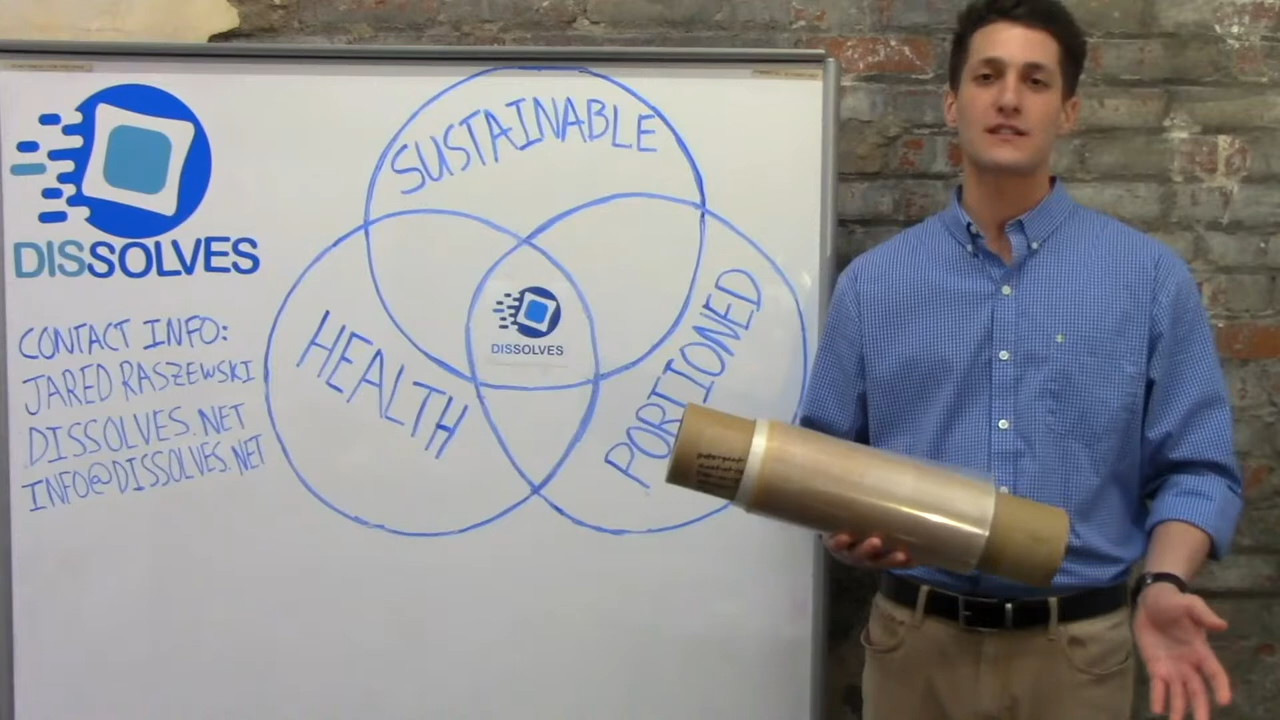 DISSOLVES
CONTACT INFO:
JARED RASZEWSKI
DISSOLVES.NET
INFO@DISSOLVES.NET
SUSTAINABLE
HEALTH
PORTIONED
DISSOLVES